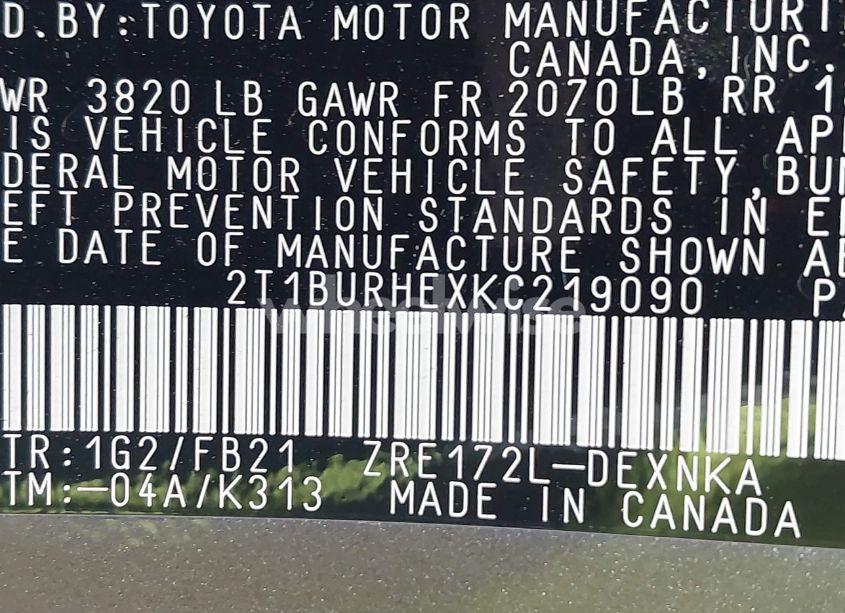 D.BY:TOYOTA MOTOR MANUFACTURI
CANADA, INC.
WR 3820 LB GAWR FR 2070LB RR 1
IS VEHICLE CONFORMS TO ALL AP
DERAL MOTOR VEHICLE SAFETY, BU
EFT PREVENTION STANDARDS IN E
E DATE OF MANUFACTURE SHOWN A
2T1BURHEXKC219090 P
TR:1G2/FB21 ZRE172L-DEXNKA
TM:-04A/K313 MADE IN CANADA